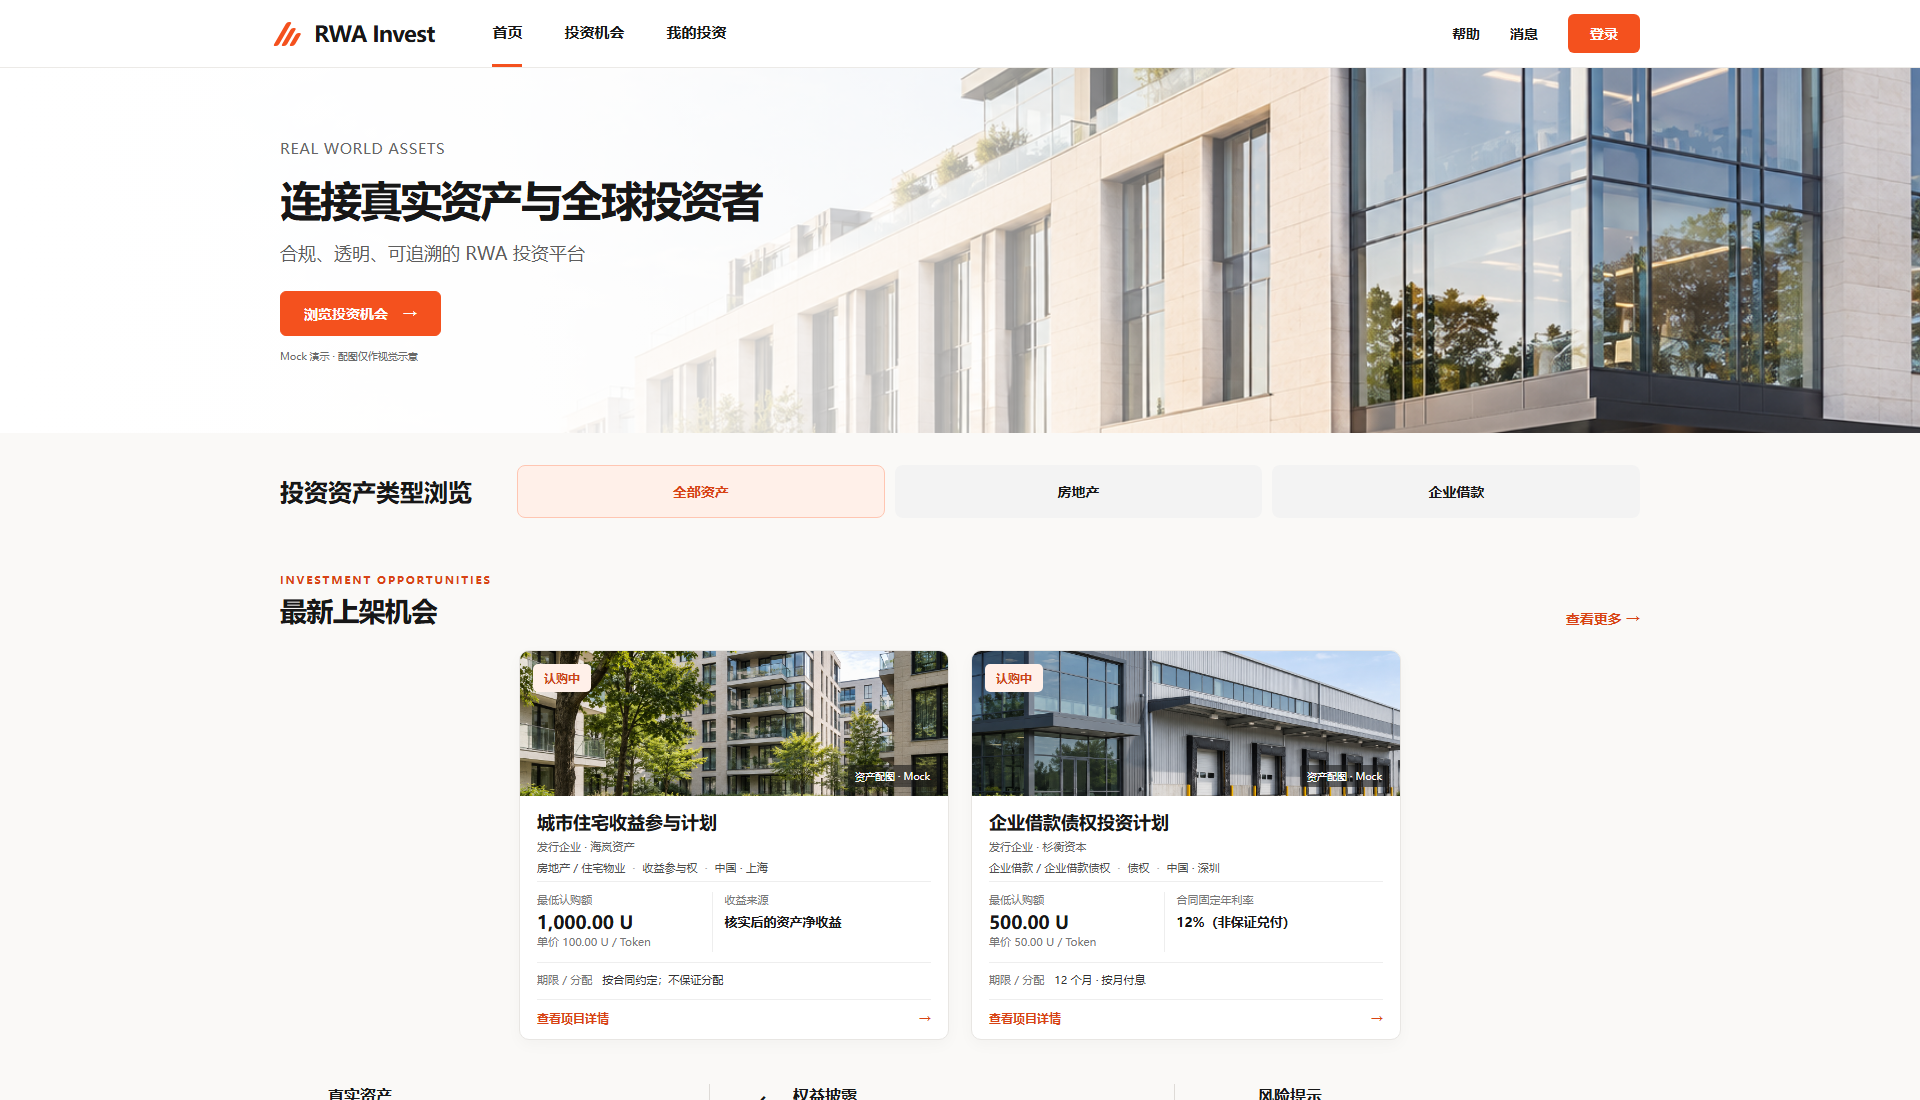 RWA Invest
首页
投资机会
我的投资
帮助
消息
登录
REAL WORLD ASSETS
连接真实资产与全球投资者
合规、透明、可追溯的 RWA 投资平台
浏览投资机会 →
Mock 演示 · 配图仅作视觉示意
投资资产类型浏览
全部资产
房地产
企业借款
INVESTMENT OPPORTUNITIES
最新上架机会
查看更多 →
认购中
资产配图 · Mock
城市住宅收益参与计划
发行企业 · 海岚资产
房地产 / 住宅物业 · 收益参与权 · 中国 · 上海
最低认购额
1,000.00 U
单价 100.00 U / Token
收益来源
核实后的资产净收益
期限 / 分配 按合同约定；不保证分配
查看项目详情 →
认购中
资产配图 · Mock
企业借款债权投资计划
发行企业 · 杉衡资本
企业借款 / 企业借款债权 · 债权 · 中国 · 深圳
最低认购额
500.00 U
单价 50.00 U / Token
合同固定年利率
12%（非保证兑付）
期限 / 分配 12 个月 · 按月付息
查看项目详情 →
真实资产
权益披露
风险提示